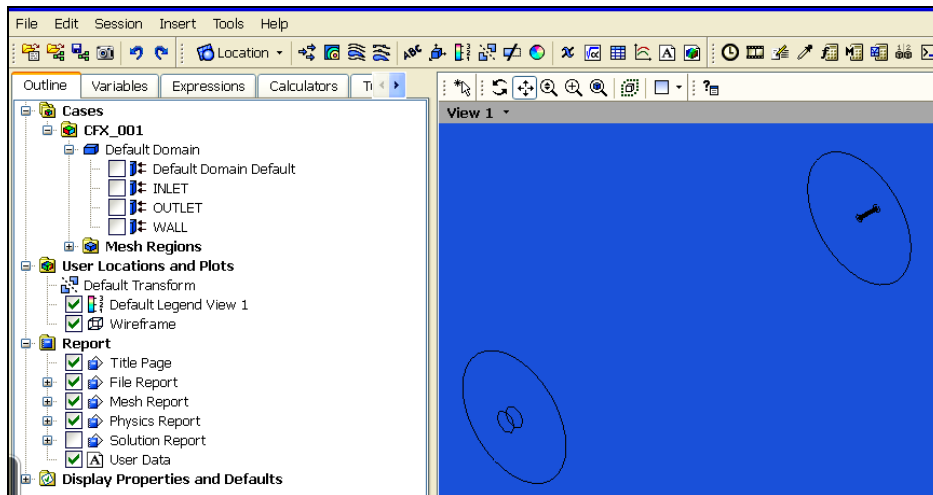 File Edit Session Insert Tools Help
Location
Outline Variables Expressions Calculators
View 1
Cases
CFX_001
Default Domain
Default Domain Default
INLET
OUTLET
WALL
Mesh Regions
User Locations and Plots
Default Transform
Default Legend View 1
Wireframe
Report
Title Page
File Report
Mesh Report
Physics Report
Solution Report
A User Data
Display Properties and Defaults